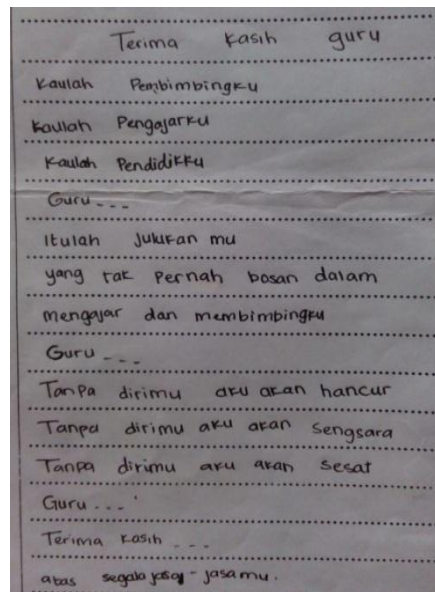 Terima kasih guru
Kaulah Pembimbingku
Kaulah Pengajarku
Kaulah Pendidikku
Guru - - -
Itulah Julukan mu
yang tak Pernah bosan dalam
mengajar dan membimbingku
Guru - - -
Tanpa dirimu aku akan hancur
Tanpa dirimu aku akan sengsara
Tanpa dirimu aku akan sesat
Guru - - -
Terima kasih - - -
atas segala jasa - jasamu.